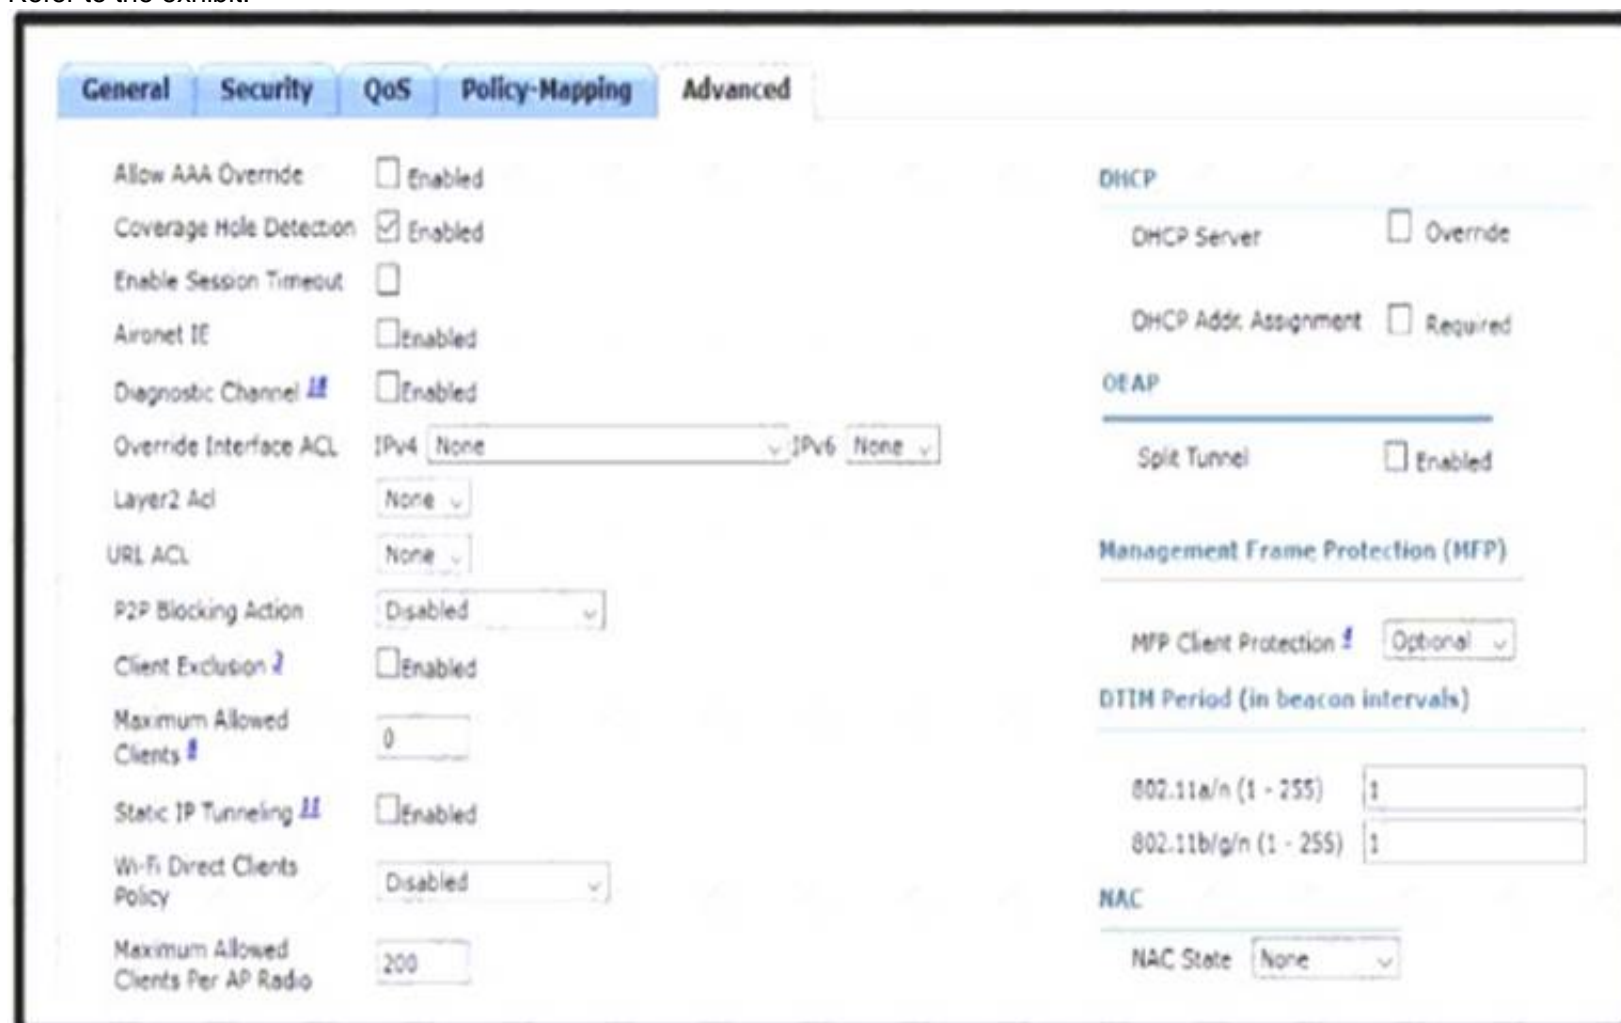 Refer to the exhibit.
General Security QoS Policy-Mapping Advanced
Allow AAA Override Enabled
Coverage Hole Detection Enabled
Enable Session Timeout
Aironet IE Enabled
Diagnostic Channel 18 Enabled
Override Interface ACL IPv4 None IPv6 None
Layer2 Acl None
URL ACL None
P2P Blocking Action Disabled
Client Exclusion 3 Enabled
Maximum Allowed
Clients 8
0
Static IP Tunneling 11 Enabled
Wi-Fi Direct Clients
Policy
Disabled
Maximum Allowed
Clients Per AP Radio
200
DHCP
DHCP Server Override
DHCP Addr. Assignment Required
OEAP
Split Tunnel Enabled
Management Frame Protection (MFP)
MFP Client Protection 4 Optional
DTIM Period (in beacon intervals)
802.11a/n (1 - 255) 1
802.11b/g/n (1 - 255) 1
NAC
NAC State None